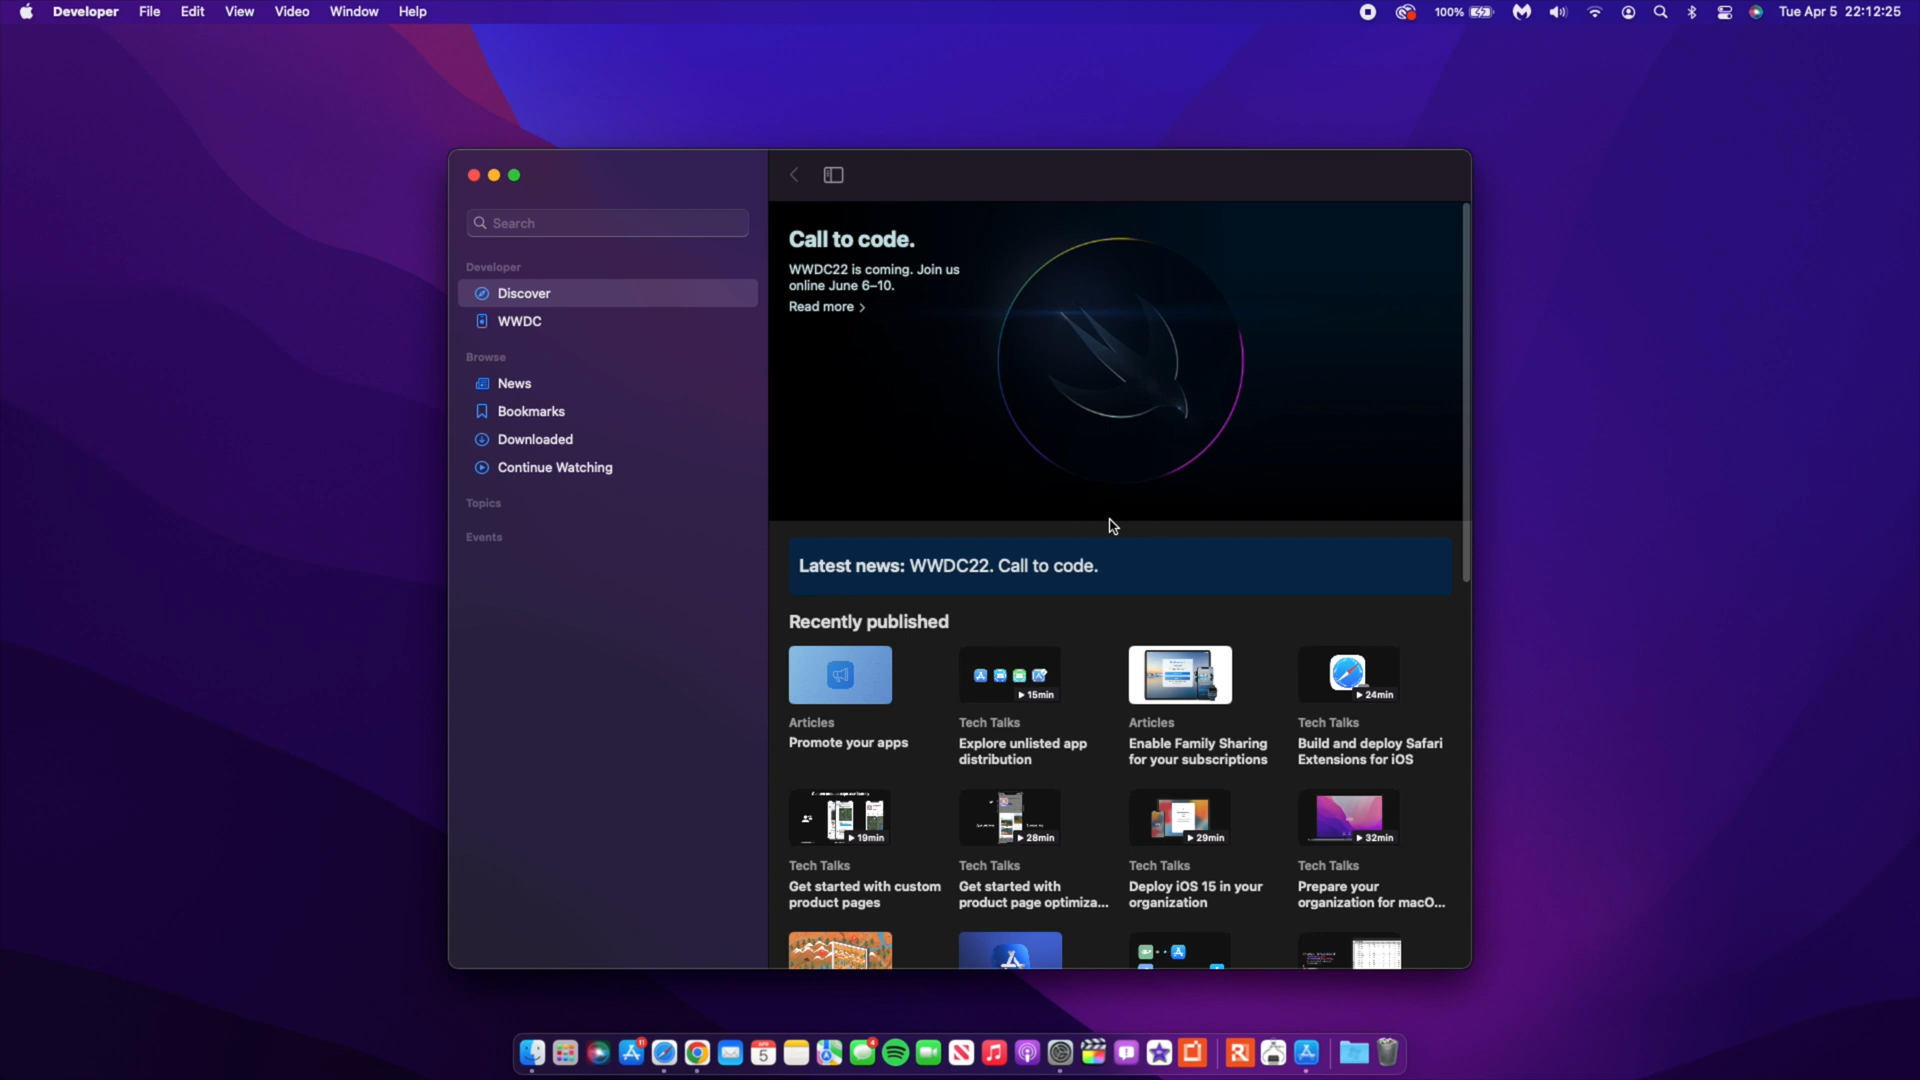 Developer File Edit View Video Window Help
100% Tue Apr 5 22:12:25
Search
Developer
Discover
WWDC
Browse
News
Bookmarks
Downloaded
Continue Watching
Topics
Events
Call to code.
WWDC22 is coming. Join us
online June 6–10.
Read more >
Latest news: WWDC22. Call to code.
Recently published
Articles
Promote your apps
15min
Tech Talks
Explore unlisted app
distribution
Articles
Enable Family Sharing
for your subscriptions
24min
Tech Talks
Build and deploy Safari
Extensions for iOS
19min
Tech Talks
Get started with custom
product pages
28min
Tech Talks
Get started with
product page optimiza...
29min
Tech Talks
Deploy iOS 15 in your
organization
32min
Tech Talks
Prepare your
organization for macO...
11
APR
5
4